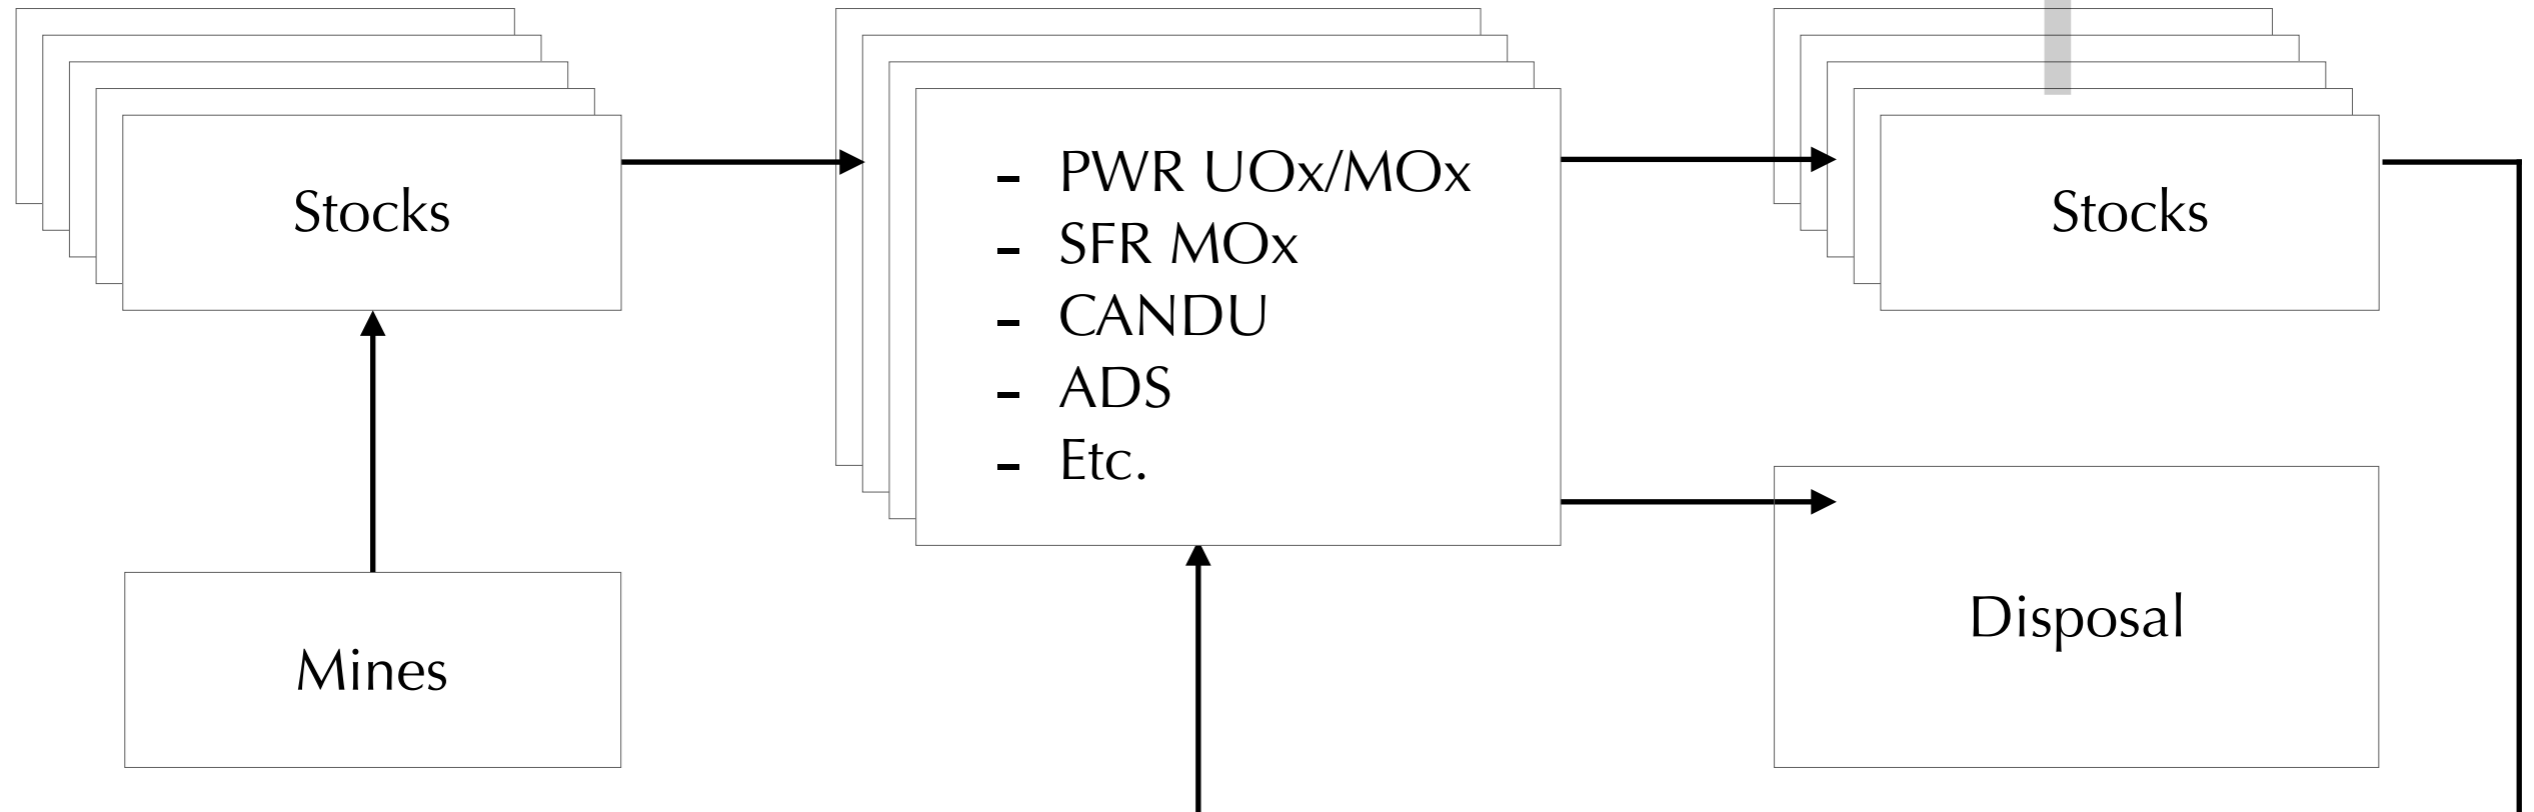 Stocks
- PWR UOx/MOx
- SFR MOx
- CANDU
- ADS
- Etc.
Stocks
Mines
Disposal